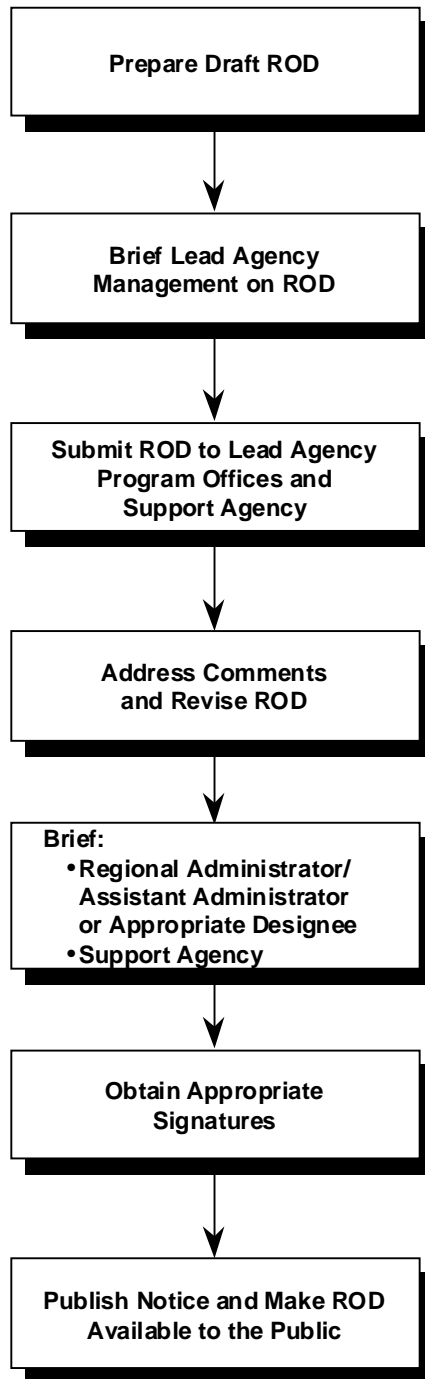 Prepare Draft ROD
Brief Lead Agency
Management on ROD
Submit ROD to Lead Agency
Program Offices and
Support Agency
Address Comments
and Revise ROD
Brief:
•Regional Administrator/
Assistant Administrator
or Appropriate Designee
•Support Agency
Obtain Appropriate
Signatures
Publish Notice and Make ROD
Available to the Public